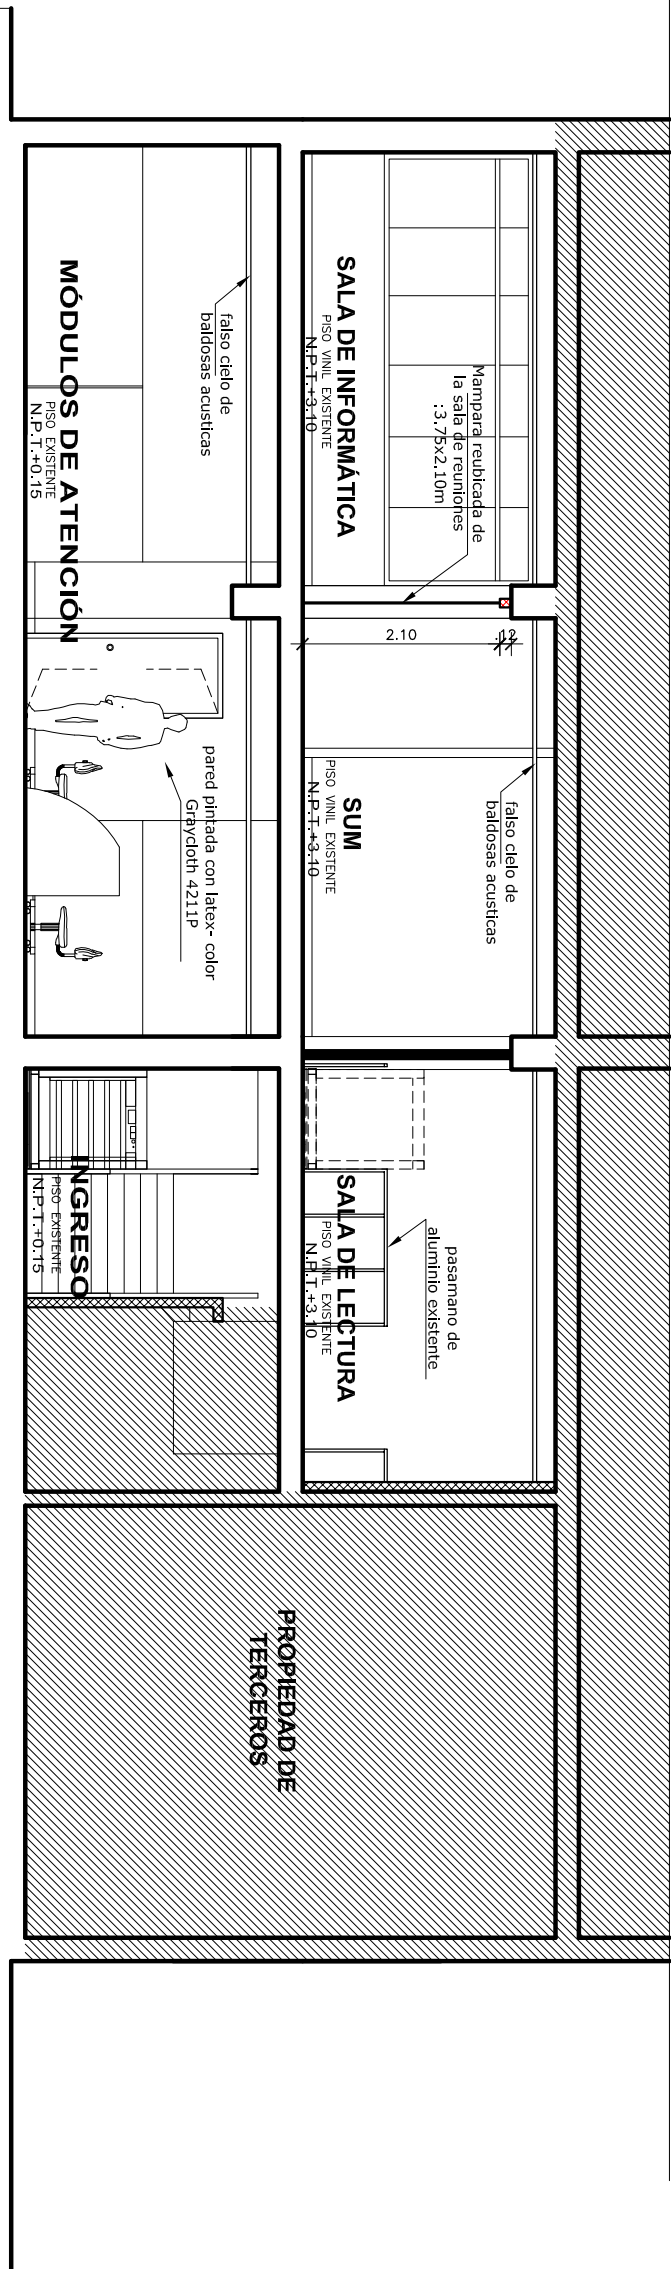 SALA DE INFORMÁTICA
PISO VINIL EXISTENTE
N.P.T.+3.10
Mampara reubicada de
la sala de reuniones
:3.75x2.10m
2.10
.12
SUM
PISO VINIL EXISTENTE
N.P.T.+3.10
falso cielo de
baldosas acusticas
SALA DE LECTURA
PISO VINIL EXISTENTE
N.P.T.+3.10
pasamano de
aluminio existente
falso cielo de
baldosas acusticas
MÓDULOS DE ATENCIÓN
PISO EXISTENTE
N.P.T.+0.15
pared pintada con latex- color
Graycloth 4211P
INGRESO
PISO EXISTENTE
N.P.T.+0.15
PROPIEDAD DE
TERCEROS